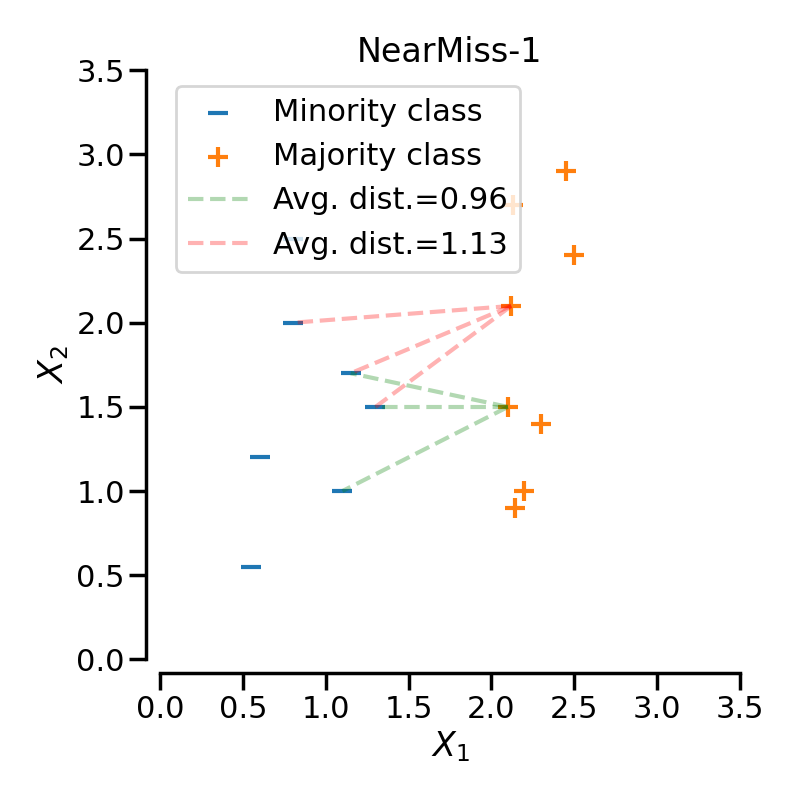 NearMiss-1
3.5
3.0
2.5
2.0
1.5
1.0
0.5
0.0
X2
Minority class
Majority class
Avg. dist.=0.96
Avg. dist.=1.13
0.0 0.5 1.0 1.5 2.0 2.5 3.0 3.5
X1